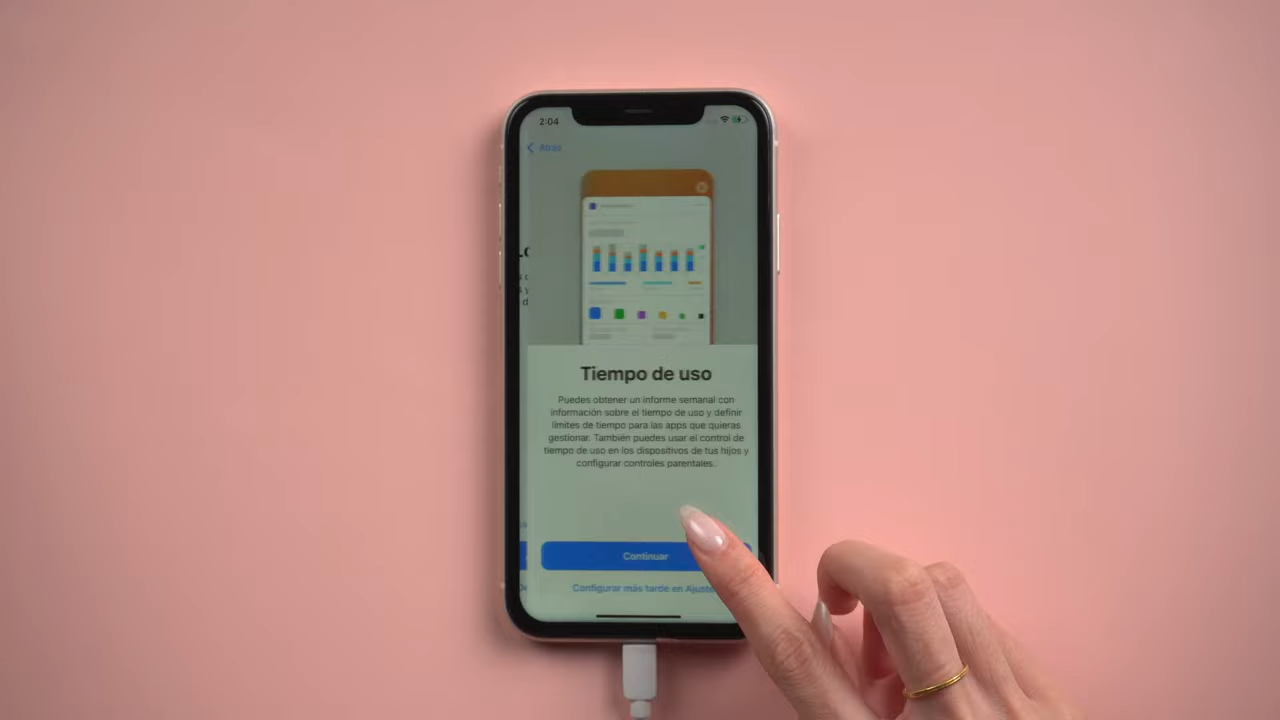 2:04
Atrás
Tiempo de uso
Puedes obtener un informe semanal con
información sobre el tiempo de uso y definir
límites de tiempo para las apps que quieras
gestionar. También puedes usar el control de
tiempo de uso en los dispositivos de tus hijos y
configurar controles parentales.
Continuar
Configurar más tarde en Ajuste